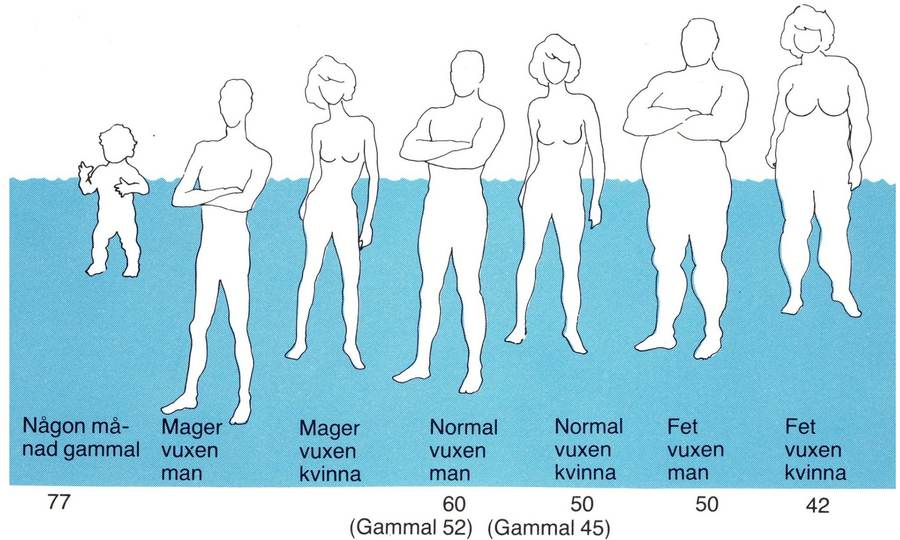 Någon må-
nad gammal
Mager
vuxen
man
Mager
vuxen
kvinna
Normal
vuxen
man
Normal
vuxen
kvinna
Fet
vuxen
man
Fet
vuxen
kvinna
77
60
(Gammal 52)
50
(Gammal 45)
50
42